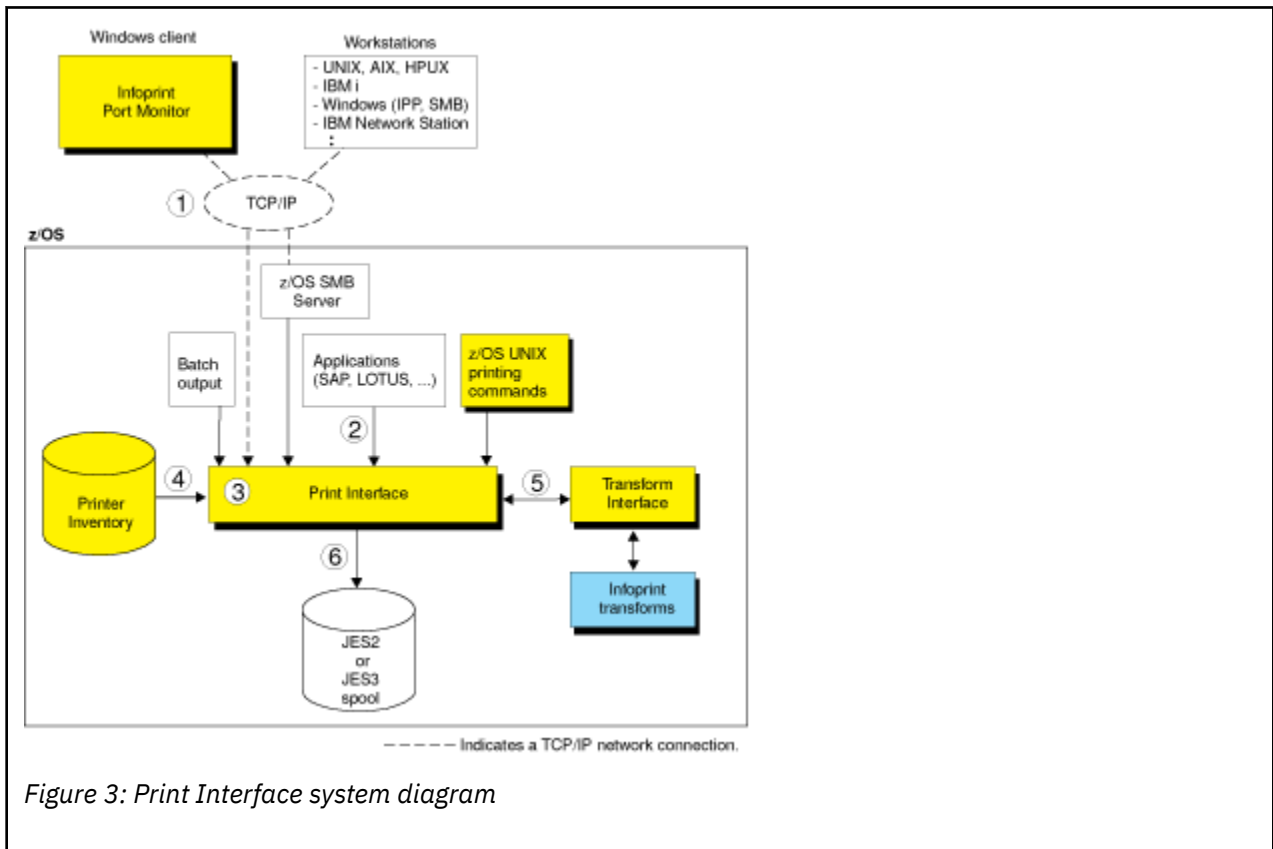 Windows client
Infoprint
Port Monitor
Workstations
- UNIX, AIX, HPUX
- IBM i
- Windows (IPP, SMB)
- IBM Network Station
:
1
TCP/IP
z/OS
z/OS SMB
Server
Batch
output
Applications
(SAP, LOTUS, ...)
z/OS UNIX
printing
commands
2
Printer
Inventory
4
3
Print Interface
5
Transform
Interface
6
Infoprint
transforms
JES2
or
JES3
spool
----- Indicates a TCP/IP network connection.
Figure 3: Print Interface system diagram